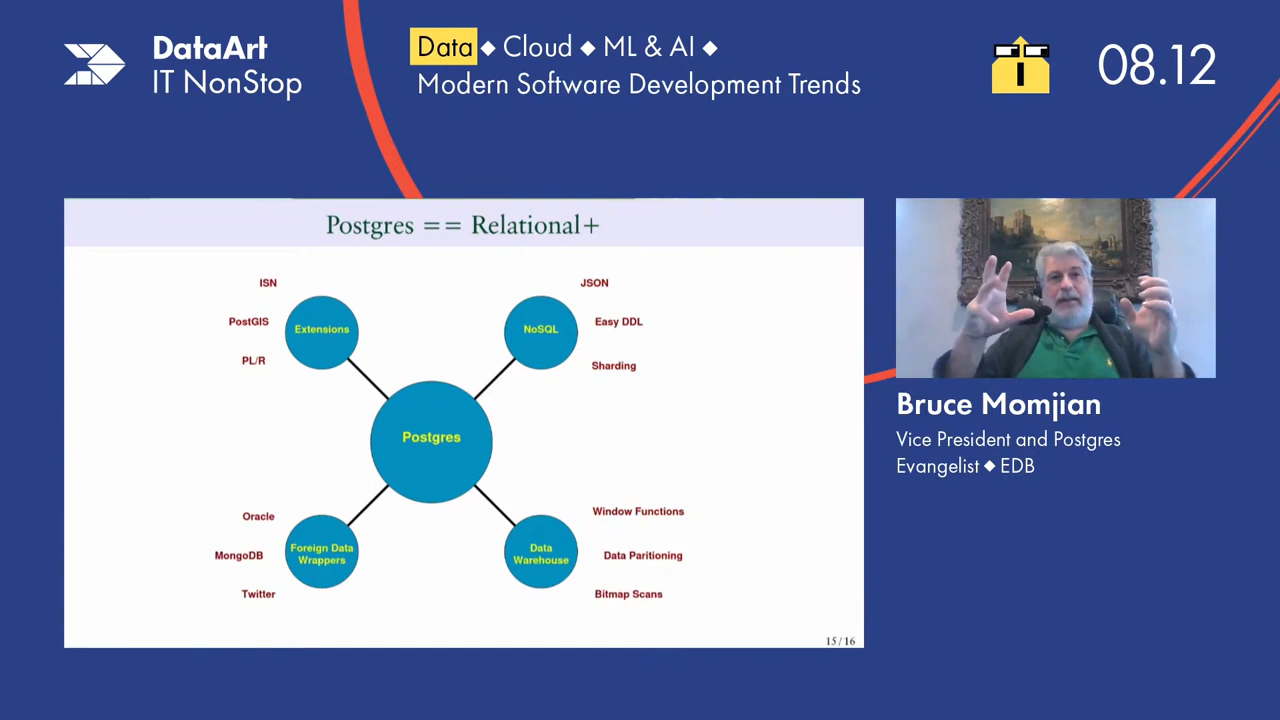 DataArt
IT NonStop
Data ◆ Cloud ◆ ML & AI ◆
Modern Software Development Trends
08.12
Postgres == Relational+
ISN
PostGIS
PL/R
Extensions
JSON
Easy DDL
Sharding
NoSQL
Postgres
Oracle
MongoDB
Twitter
Foreign Data
Wrappers
Window Functions
Data Paritioning
Bitmap Scans
Data
Warehouse
15/16
Bruce Momjian
Vice President and Postgres
Evangelist ◆ EDB